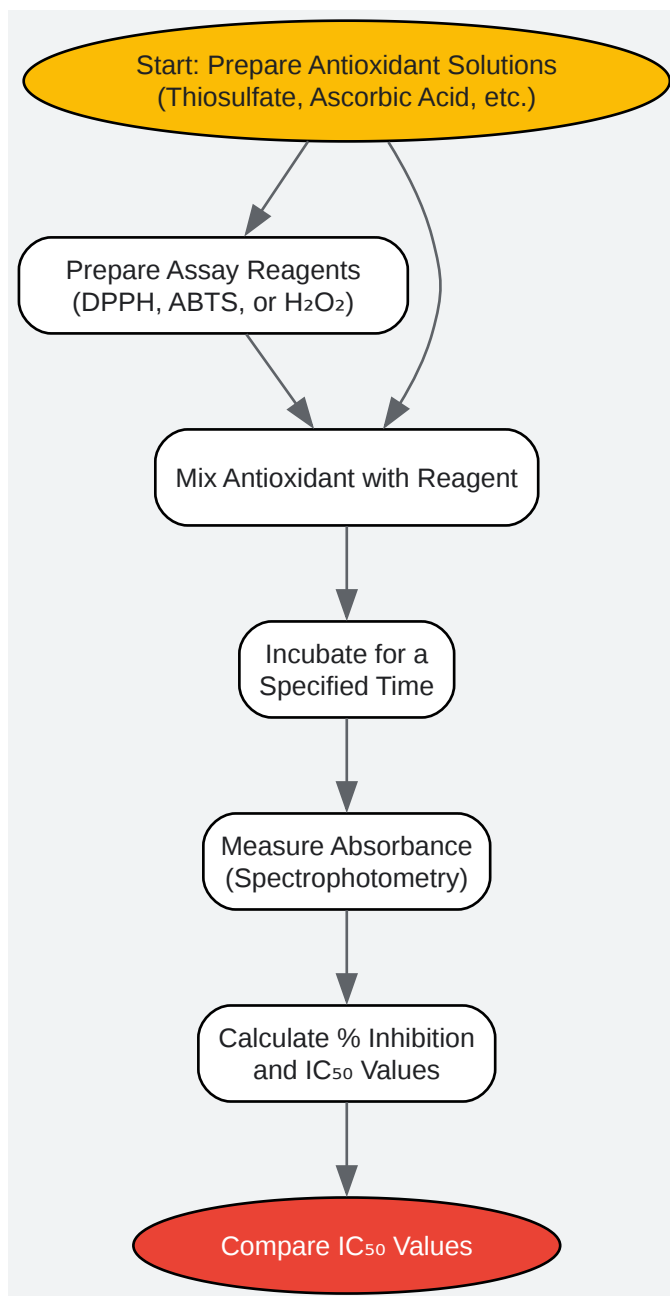 Start: Prepare Antioxidant Solutions
(Thiosulfate, Ascorbic Acid, etc.)
Prepare Assay Reagents
(DPPH, ABTS, or H₂O₂)
Mix Antioxidant with Reagent
Incubate for a
Specified Time
Measure Absorbance
(Spectrophotometry)
Calculate % Inhibition
and IC₅₀ Values
Compare IC₅₀ Values